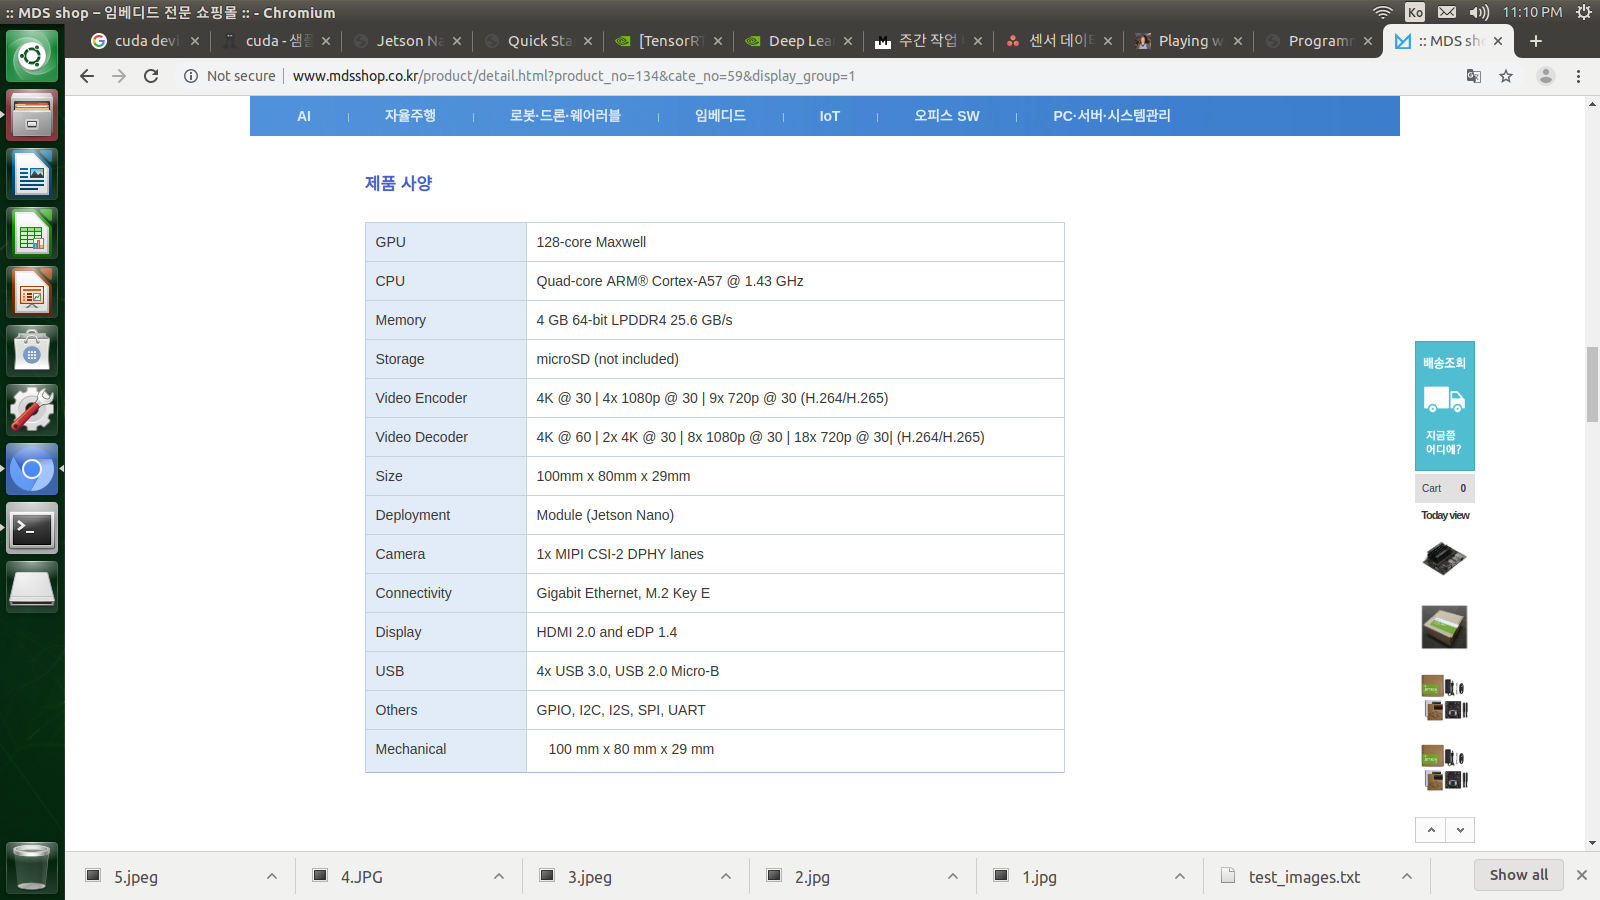 :: MDS shop – 임베디드 전문 쇼핑몰 :: - Chromium
Ko
11:10 PM
cuda devi
cuda - 샘플
Jetson Na
Quick Sta
[TensorRT
Deep Lear
주간 작업
센서 데이터
Playing w
Programm
:: MDS sh
Not secure
www.mdsshop.co.kr/product/detail.html?product_no=134&cate_no=59&display_group=1
AI
자율주행
로봇·드론·웨어러블
임베디드
IoT
오피스 SW
PC·서버·시스템관리
제품 사양
GPU 128-core Maxwell
CPU Quad-core ARM® Cortex-A57 @ 1.43 GHz
Memory 4 GB 64-bit LPDDR4 25.6 GB/s
Storage microSD (not included)
Video Encoder 4K @ 30 | 4x 1080p @ 30 | 9x 720p @ 30 (H.264/H.265)
Video Decoder 4K @ 60 | 2x 4K @ 30 | 8x 1080p @ 30 | 18x 720p @ 30| (H.264/H.265)
Size 100mm x 80mm x 29mm
Deployment Module (Jetson Nano)
Camera 1x MIPI CSI-2 DPHY lanes
Connectivity Gigabit Ethernet, M.2 Key E
Display HDMI 2.0 and eDP 1.4
USB 4x USB 3.0, USB 2.0 Micro-B
Others GPIO, I2C, I2S, SPI, UART
Mechanical 100 mm x 80 mm x 29 mm
배송조회
지금쯤
어디에?
Cart 0
Today view
5.jpeg
4.JPG
3.jpeg
2.jpg
1.jpg
test_images.txt
Show all